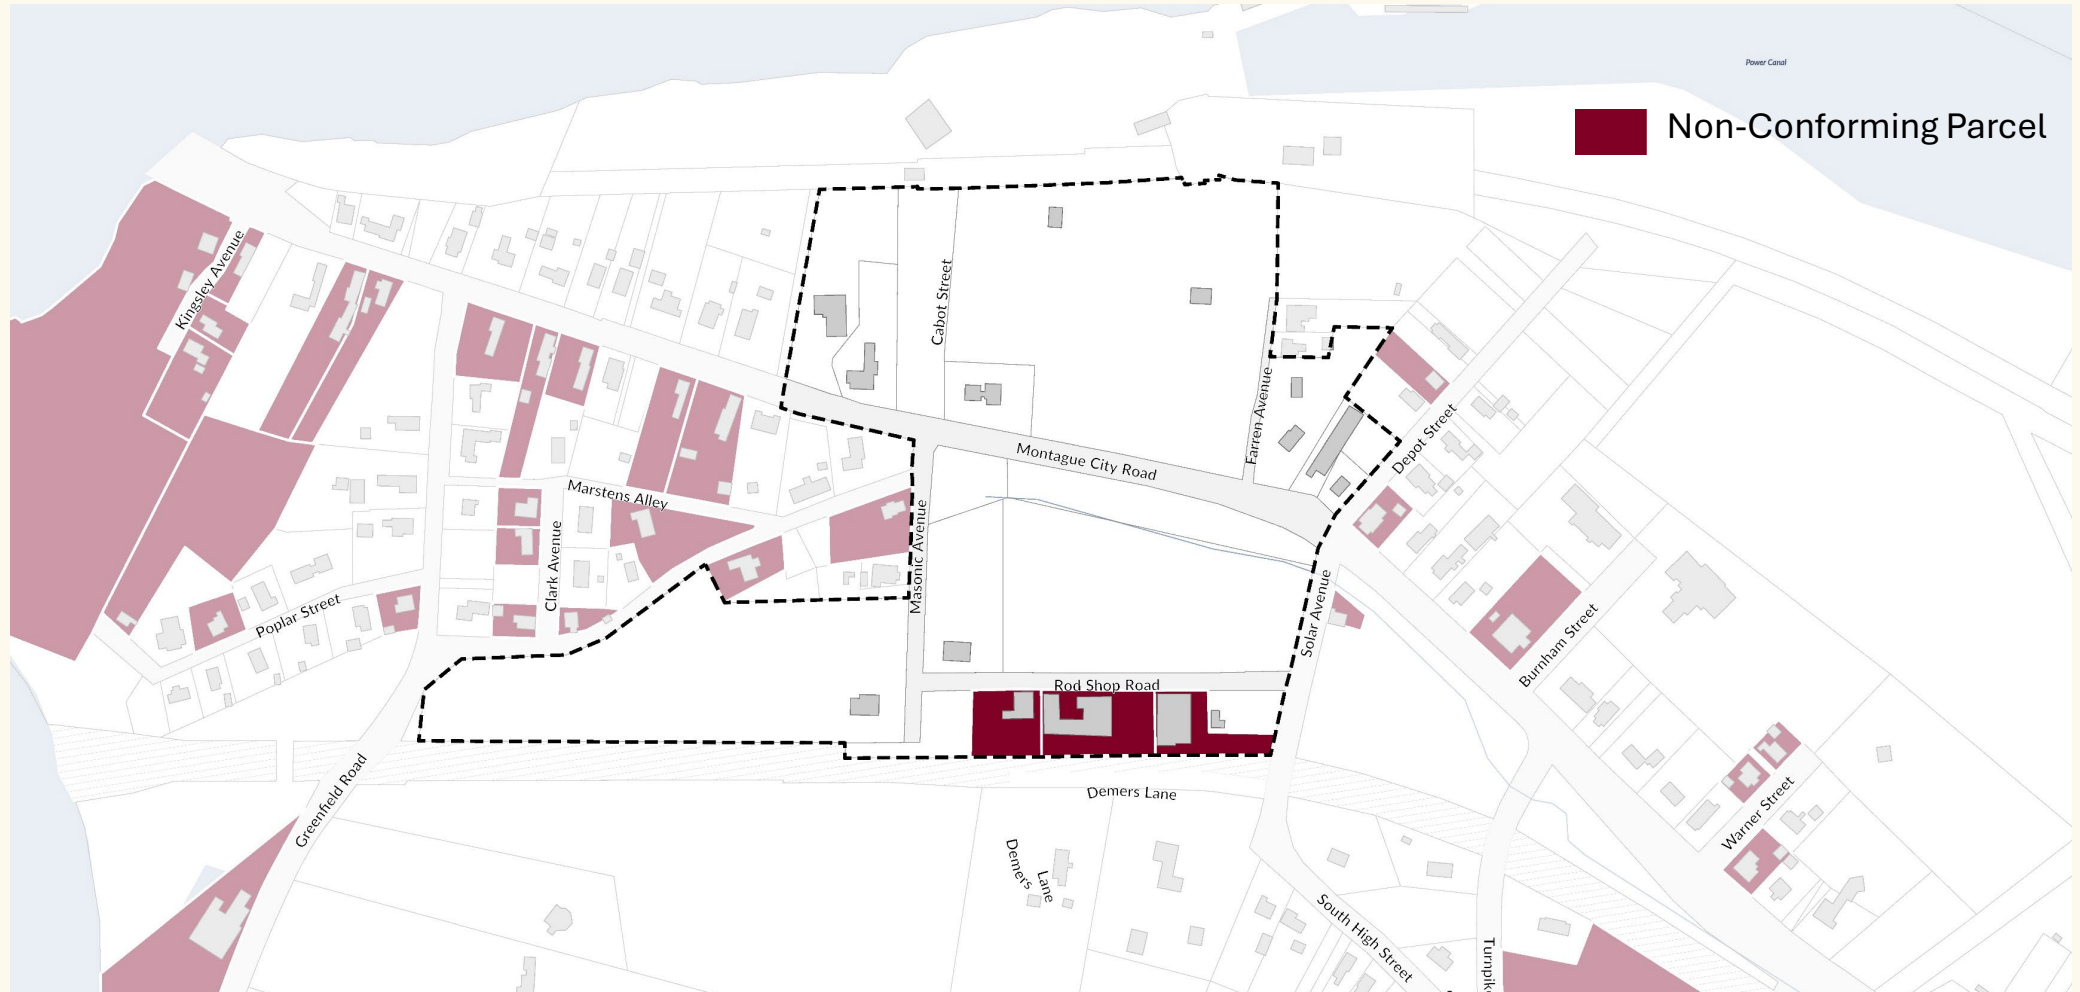 Power Canal
Non-Conforming Parcel
Kingsley Avenue
Cabot Street
Farren Avenue
Depot Street
Montague City Road
Marstens Alley
Masonic Avenue
Clark Avenue
Poplar Street
Solar Avenue
Burnham Street
Rod Shop Road
Greenfield Road
Demers Lane
Warner Street
Demers
Lane
South High Street